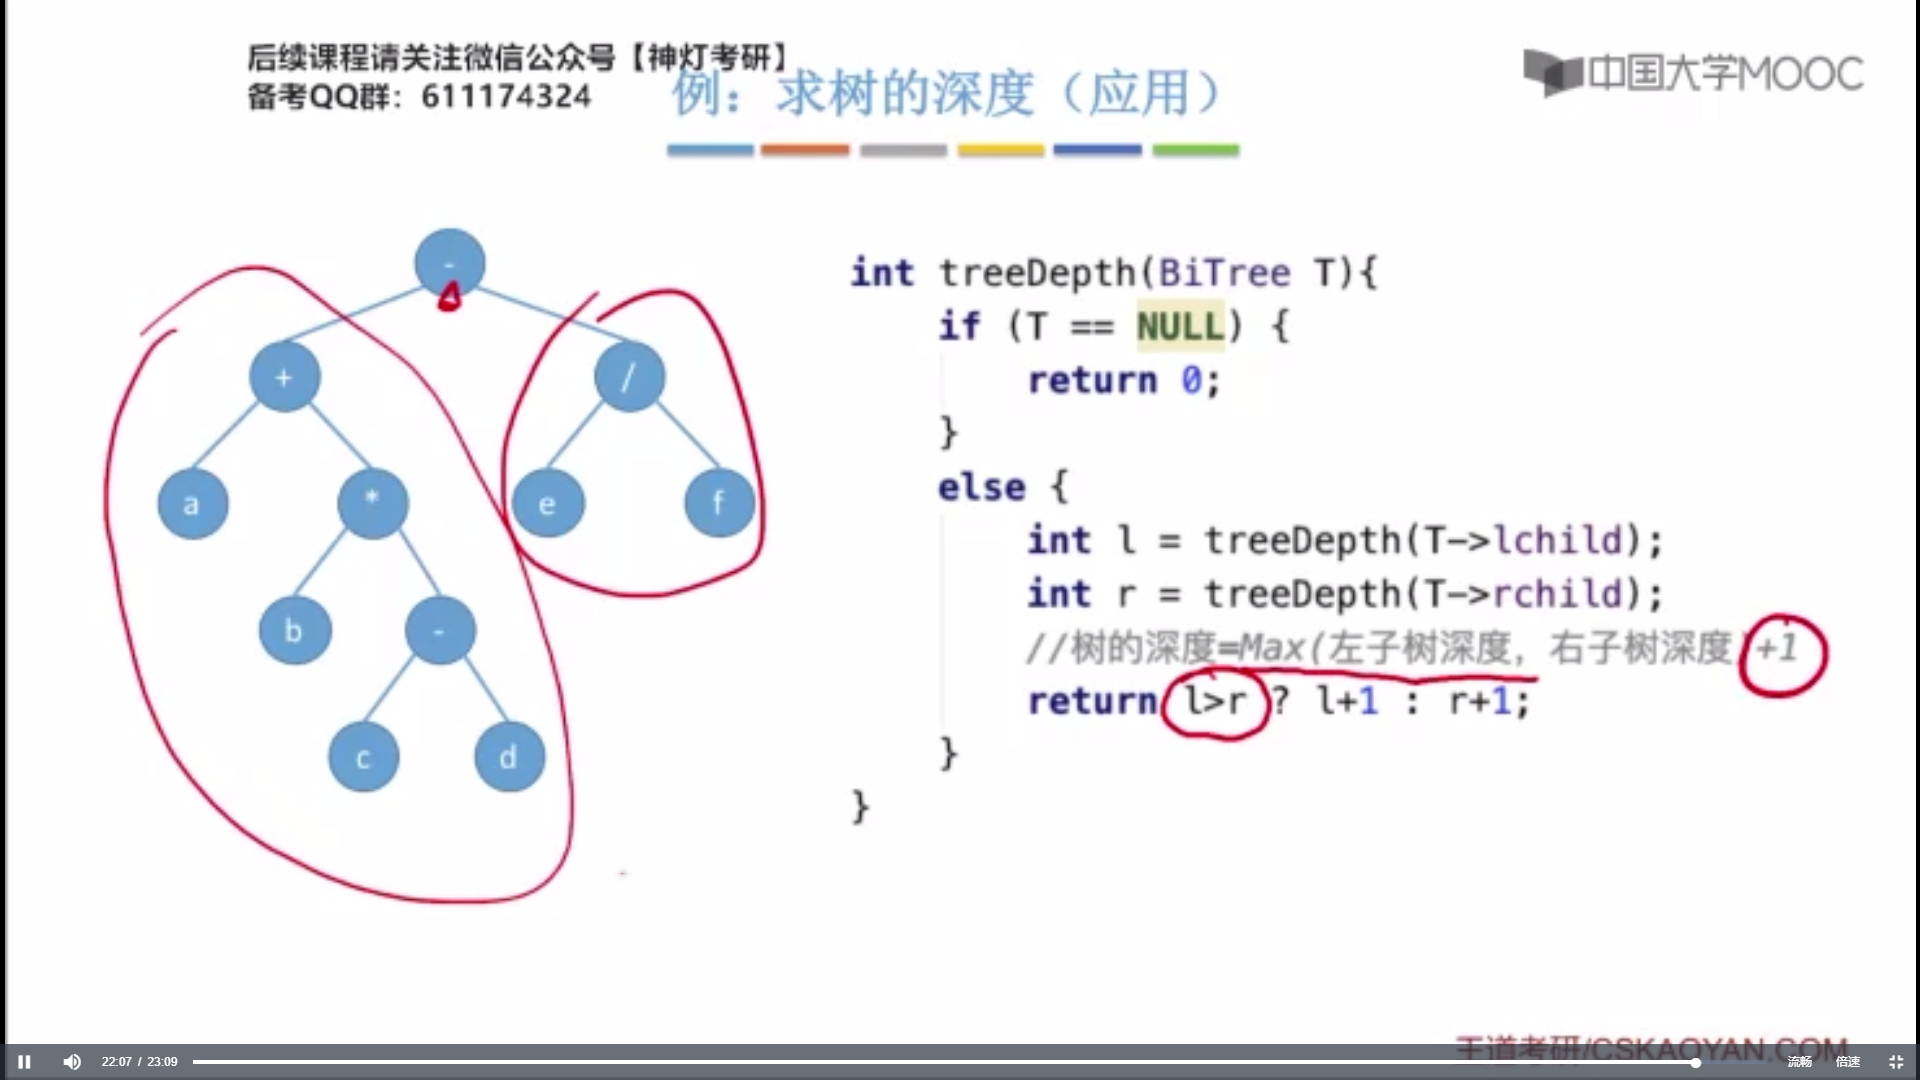 后续课程请关注微信公众号【神灯考研】
备考QQ群：611174324
例：求树的深度（应用）
中国大学MOOC
-
+
/
a
*
e
f
b
-
c
d
int treeDepth(BiTree T){
if (T == NULL) {
return 0;
}
else {
int l = treeDepth(T->lchild);
int r = treeDepth(T->rchild);
//树的深度=Max(左子树深度，右子树深度)+1
return l>r ? l+1 : r+1;
}
}
王道考研/CSKAOYAN.COM
22:07 / 23:09
流畅
倍速